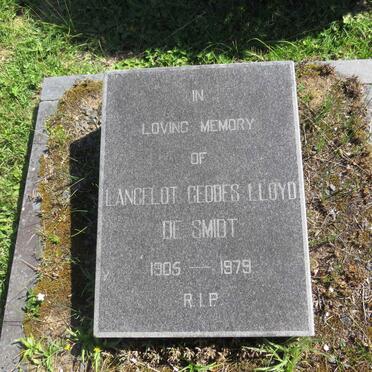 IN
LOVING MEMORY
OF
LANCELOT GEDDES LLOYD
DE SMIDT
1905 — 1979
R.I.P.